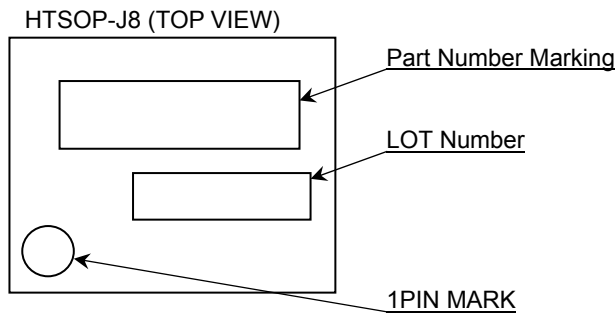 HTSOP-J8 (TOP VIEW)
Part Number Marking
LOT Number
1PIN MARK